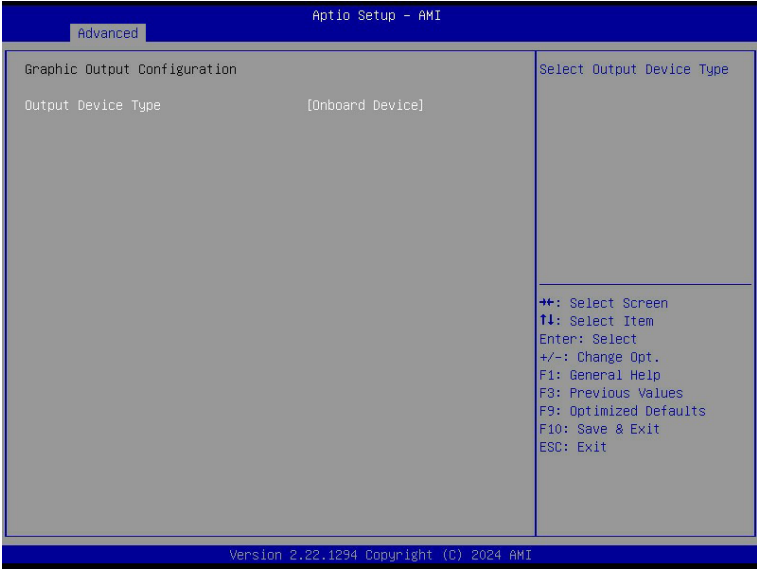 Aptio Setup – AMI
Advanced
Graphic Output Configuration
Output Device Type [Onboard Device]
Select Output Device Type
→←: Select Screen
↑↓: Select Item
Enter: Select
+/-: Change Opt.
F1: General Help
F3: Previous Values
F9: Optimized Defaults
F10: Save & Exit
ESC: Exit
Version 2.22.1294 Copyright (C) 2024 AMI